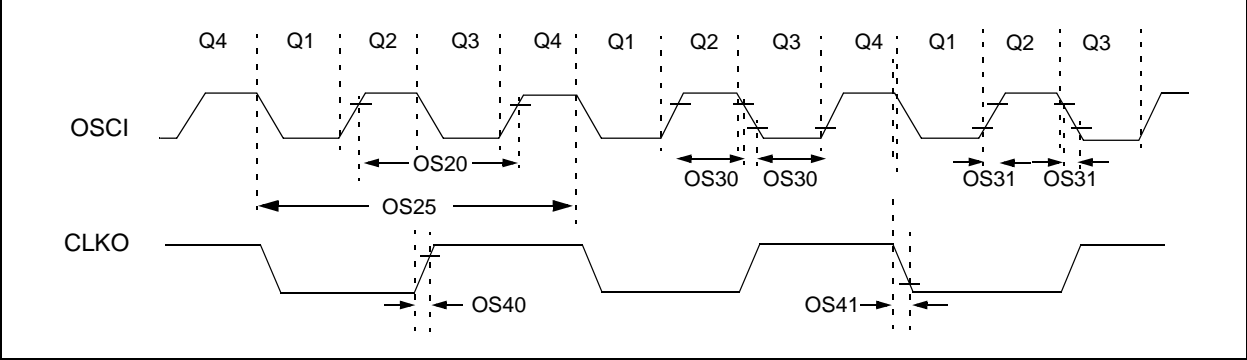 Q4 Q1 Q2 Q3 Q4 Q1 Q2 Q3 Q4 Q1 Q2 Q3
OSCI
OS20
OS30 OS30 OS31 OS31
OS25
CLKO
OS40 OS41